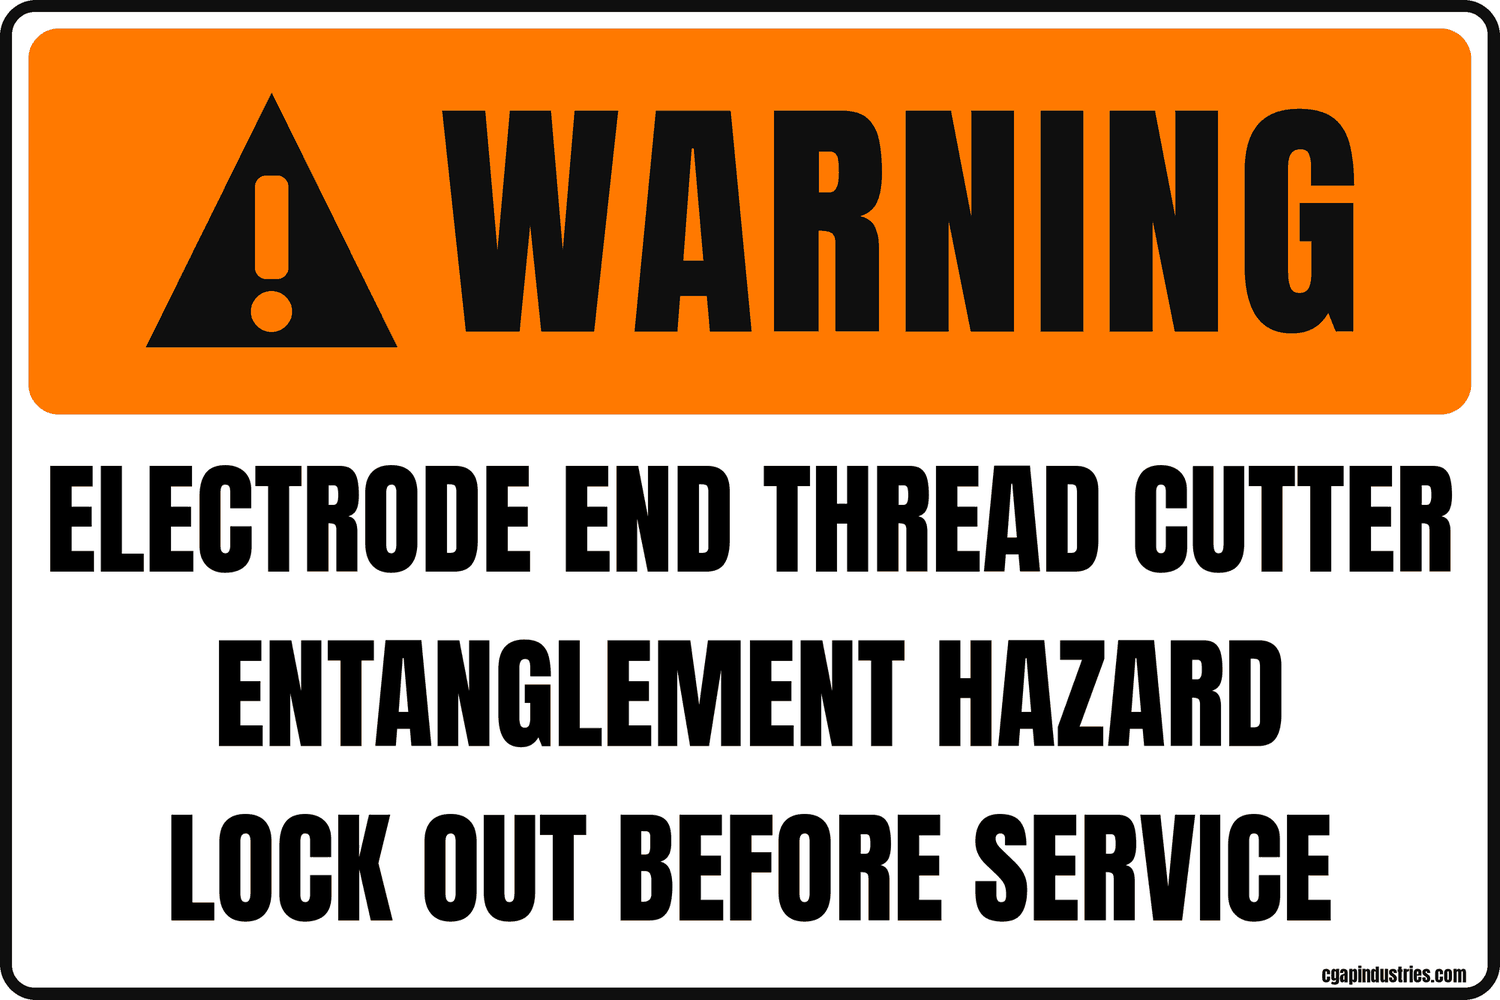 WARNING
ELECTRODE END THREAD CUTTER
ENTANGLEMENT HAZARD
LOCK OUT BEFORE SERVICE
cgapindustries.com